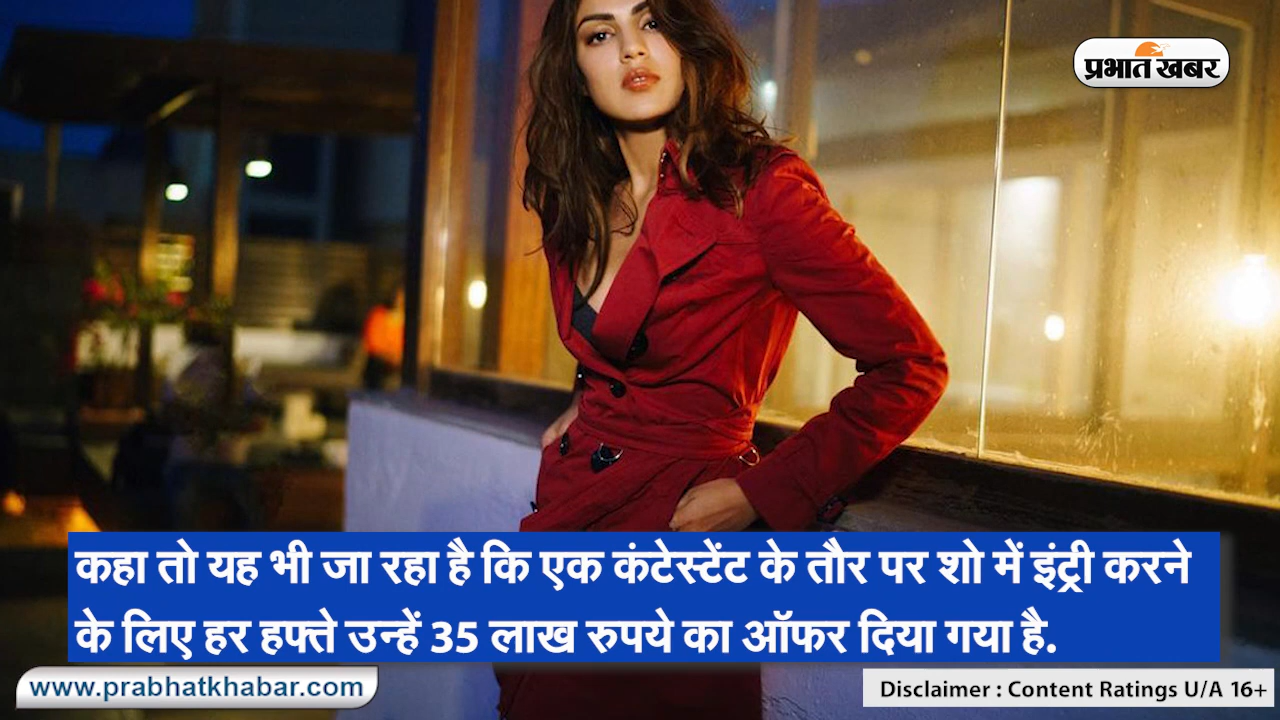 प्रभात खबर
कहा तो यह भी जा रहा है कि एक कंटेस्टेंट के तौर पर शो में इंट्री करने
के लिए हर हफ्ते उन्हें 35 लाख रुपये का ऑफर दिया गया है.
www.prabhatkhabar.com
Disclaimer : Content Ratings U/A 16+